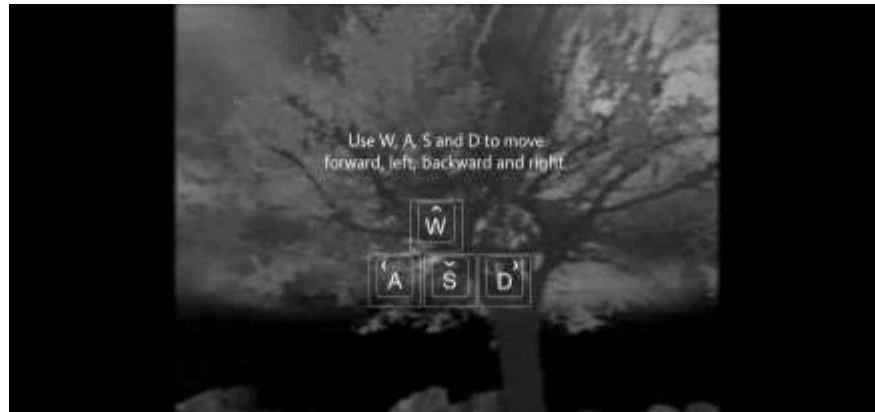 Use W, A, S and D to move
forward, left, backward and right.
W
A S D